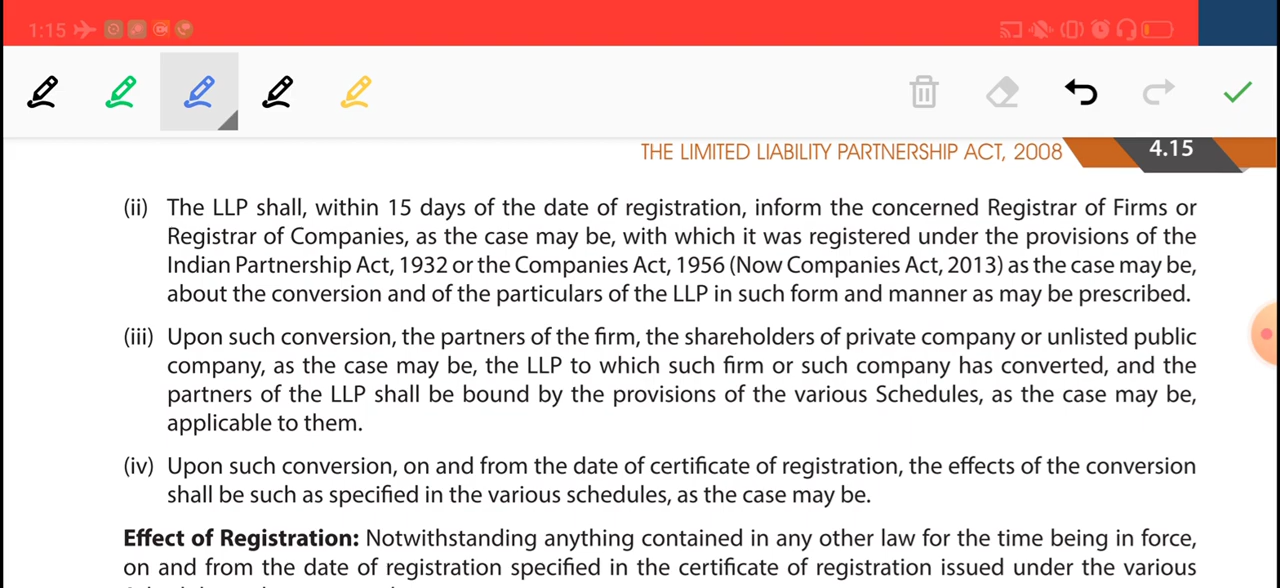 1:15
THE LIMITED LIABILITY PARTNERSHIP ACT, 2008 4.15
(ii) The LLP shall, within 15 days of the date of registration, inform the concerned Registrar of Firms or
Registrar of Companies, as the case may be, with which it was registered under the provisions of the
Indian Partnership Act, 1932 or the Companies Act, 1956 (Now Companies Act, 2013) as the case may be,
about the conversion and of the particulars of the LLP in such form and manner as may be prescribed.
(iii) Upon such conversion, the partners of the firm, the shareholders of private company or unlisted public
company, as the case may be, the LLP to which such firm or such company has converted, and the
partners of the LLP shall be bound by the provisions of the various Schedules, as the case may be,
applicable to them.
(iv) Upon such conversion, on and from the date of certificate of registration, the effects of the conversion
shall be such as specified in the various schedules, as the case may be.
Effect of Registration: Notwithstanding anything contained in any other law for the time being in force,
on and from the date of registration specified in the certificate of registration issued under the various